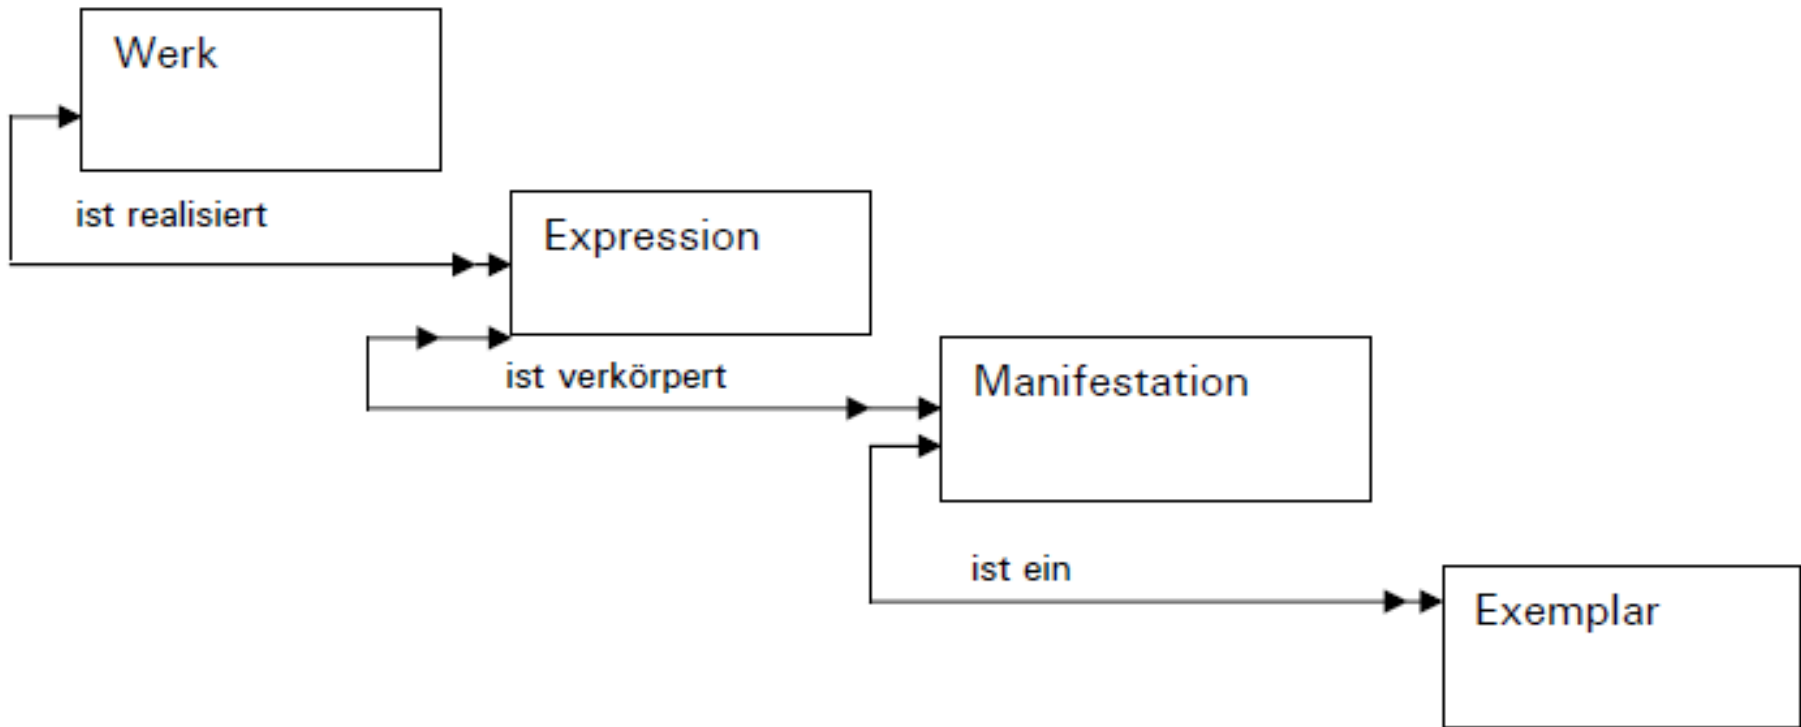 Werk
ist realisiert
Expression
ist verkörpert
Manifestation
ist ein
Exemplar